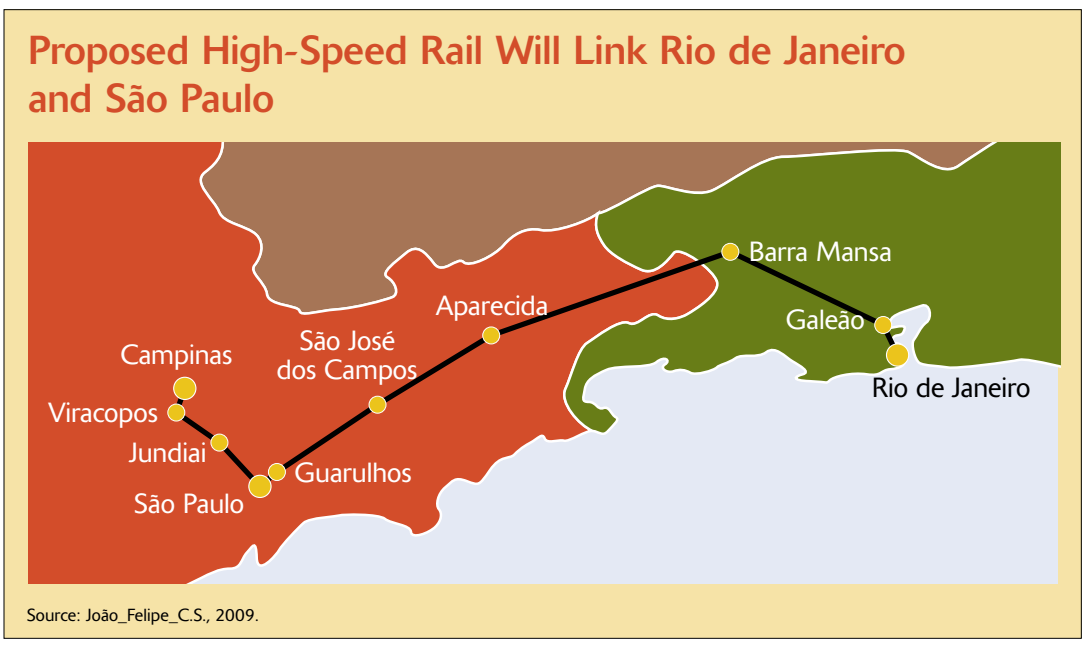 Proposed High-Speed Rail Will Link Rio de Janeiro
and São Paulo
Barra Mansa
Aparecida
Galeão
São José
dos Campos
Campinas
Rio de Janeiro
Viracopos
Jundiai
Guarulhos
São Paulo
Source: João_Felipe_C.S., 2009.